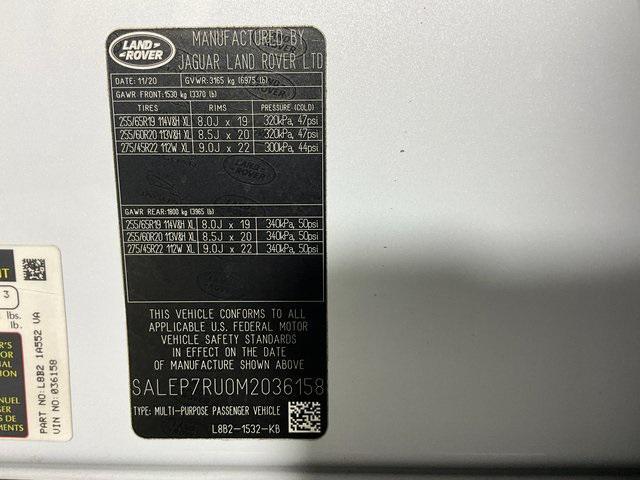 LAND
ROVER
MANUFACTURED BY
JAGUAR LAND ROVER LTD
DATE: 11/20 GVWR: 3165 kg (6975 lb)
GAWR FRONT: 1530 kg (3370 lb)
TIRES RIMS PRESSURE (COLD)
255/65R19 114V&H XL 8.0J x 19 320kPa, 47psi
255/60R20 113V&H XL 8.5J x 20 320kPa, 47psi
275/45R22 112W XL 9.0J x 22 300kPa, 44psi
GAWR REAR: 1800 kg (3965 lb)
255/65R19 114V&H XL 8.0J x 19 340kPa, 50psi
255/60R20 113V&H XL 8.5J x 20 340kPa, 50psi
275/45R22 112W XL 9.0J x 22 340kPa, 50psi
THIS VEHICLE CONFORMS TO ALL
APPLICABLE U.S. FEDERAL MOTOR
VEHICLE SAFETY STANDARDS
IN EFFECT ON THE DATE
OF MANUFACTURE SHOWN ABOVE
SALEP7RU0M2036158
TYPE: MULTI-PURPOSE PASSENGER VEHICLE
L8B2-1532-KB
3
lbs.
lb.
PART NO: L8B2 1A552 VA
VIN NO: 036158